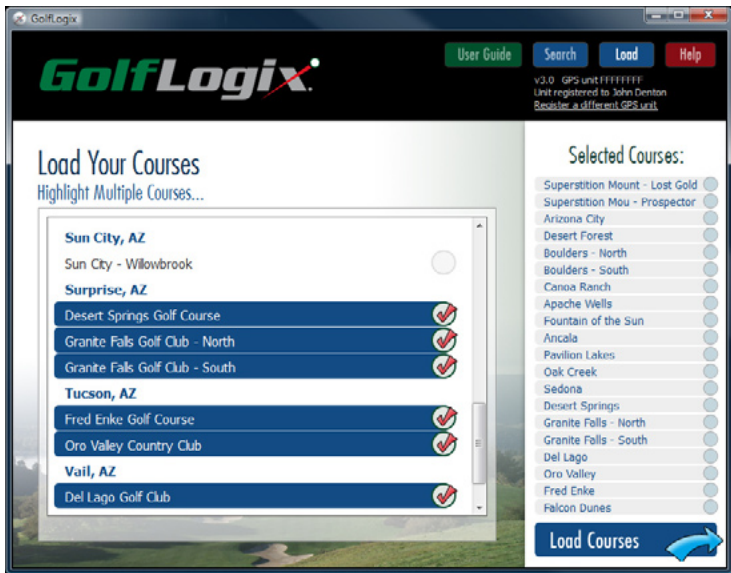 GolfLogix
GolfLogix
User Guide
Search
Load
Help
v3.0 GPS unit FFFFFFFF
Unit registered to John Denton
Register a different GPS unit
Load Your Courses
Highlight Multiple Courses...
Sun City, AZ
Sun City - Willowbrook
Surprise, AZ
Desert Springs Golf Course
Granite Falls Golf Club - North
Granite Falls Golf Club - South
Tucson, AZ
Fred Enke Golf Course
Oro Valley Country Club
Vail, AZ
Del Lago Golf Club
Selected Courses:
Superstition Mount - Lost Gold
Superstition Mou - Prospector
Arizona City
Desert Forest
Boulders - North
Boulders - South
Canoa Ranch
Apache Wells
Fountain of the Sun
Ancala
Pavilion Lakes
Oak Creek
Sedona
Desert Springs
Granite Falls - North
Granite Falls - South
Del Lago
Oro Valley
Fred Enke
Falcon Dunes
Load Courses